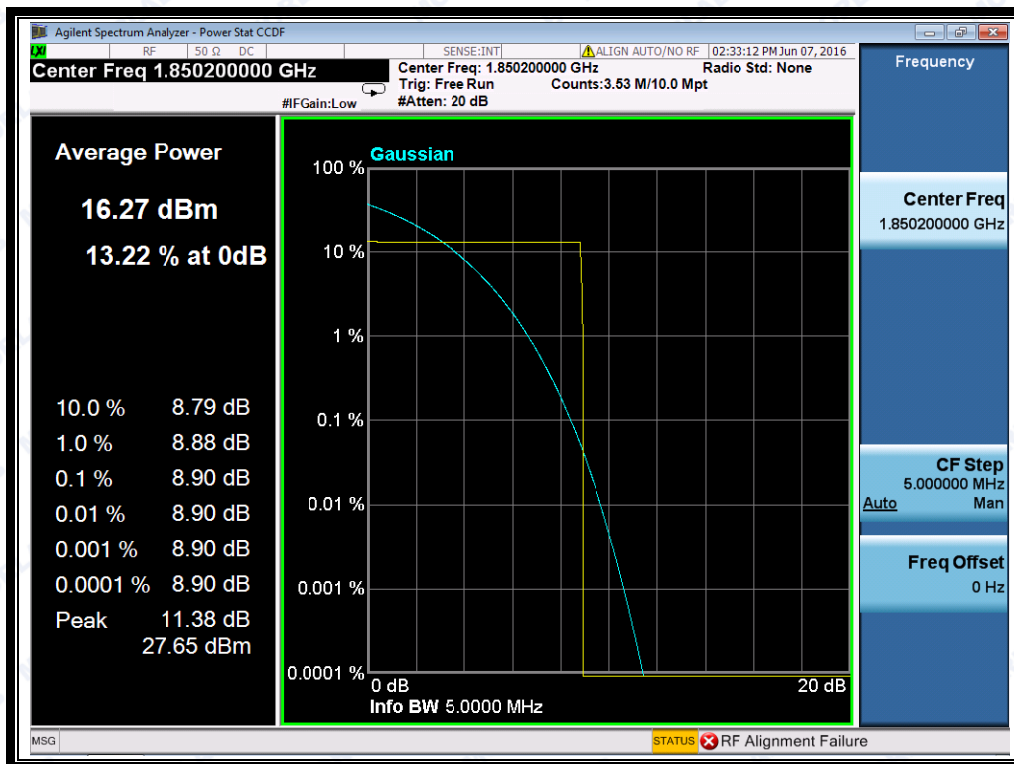 Agilent Spectrum Analyzer - Power Stat CCDF
LXI RF 50 Ω DC SENSE:INT ALIGN AUTO/NO RF 02:33:12 PM Jun 07, 2016
Center Freq 1.850200000 GHz
#IFGain:Low
Center Freq: 1.850200000 GHz Radio Std: None
Trig: Free Run Counts:3.53 M/10.0 Mpt
#Atten: 20 dB
Average Power
16.27 dBm
13.22 % at 0dB
10.0 % 8.79 dB
1.0 % 8.88 dB
0.1 % 8.90 dB
0.01 % 8.90 dB
0.001 % 8.90 dB
0.0001 % 8.90 dB
Peak 11.38 dB
27.65 dBm
Gaussian
100 %
10 %
1 %
0.1 %
0.01 %
0.001 %
0.0001 %
0 dB 20 dB
Info BW 5.0000 MHz
Frequency
Center Freq
1.850200000 GHz
CF Step
5.000000 MHz
Auto Man
Freq Offset
0 Hz
MSG STATUS RF Alignment Failure